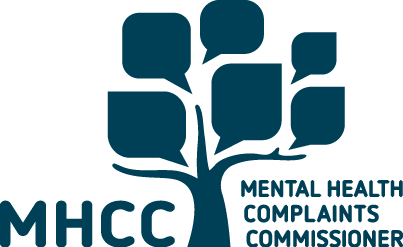 MHCC
MENTAL HEALTH
COMPLAINTS
COMMISSIONER